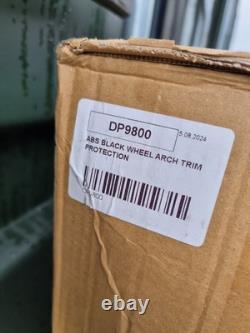 DP9800
5.08.2024
ABS BLACK WHEEL ARCH TRIM
PROTECTION